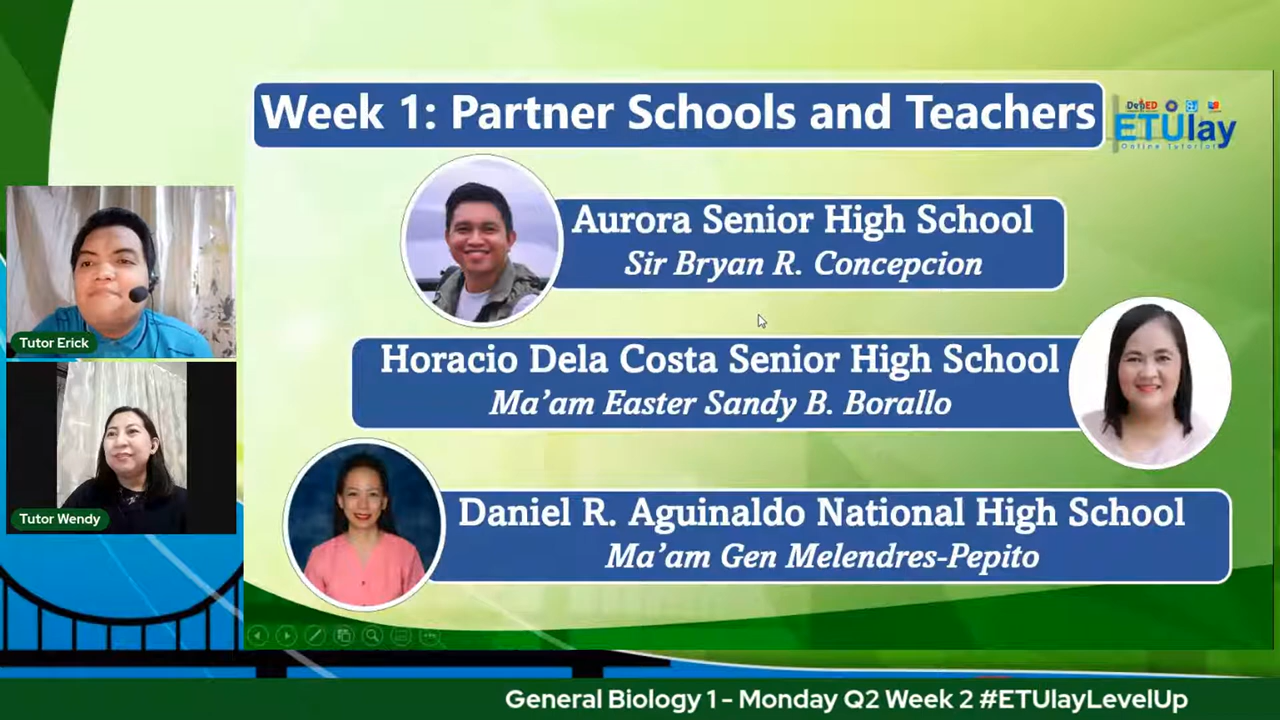 Week 1: Partner Schools and Teachers
DepED
ETUlay
Online Tutorial
Aurora Senior High School
Sir Bryan R. Concepcion
Tutor Erick
Horacio Dela Costa Senior High School
Ma’am Easter Sandy B. Borallo
Tutor Wendy
Daniel R. Aguinaldo National High School
Ma’am Gen Melendres-Pepito
General Biology 1 - Monday Q2 Week 2 #ETUlayLevelUp